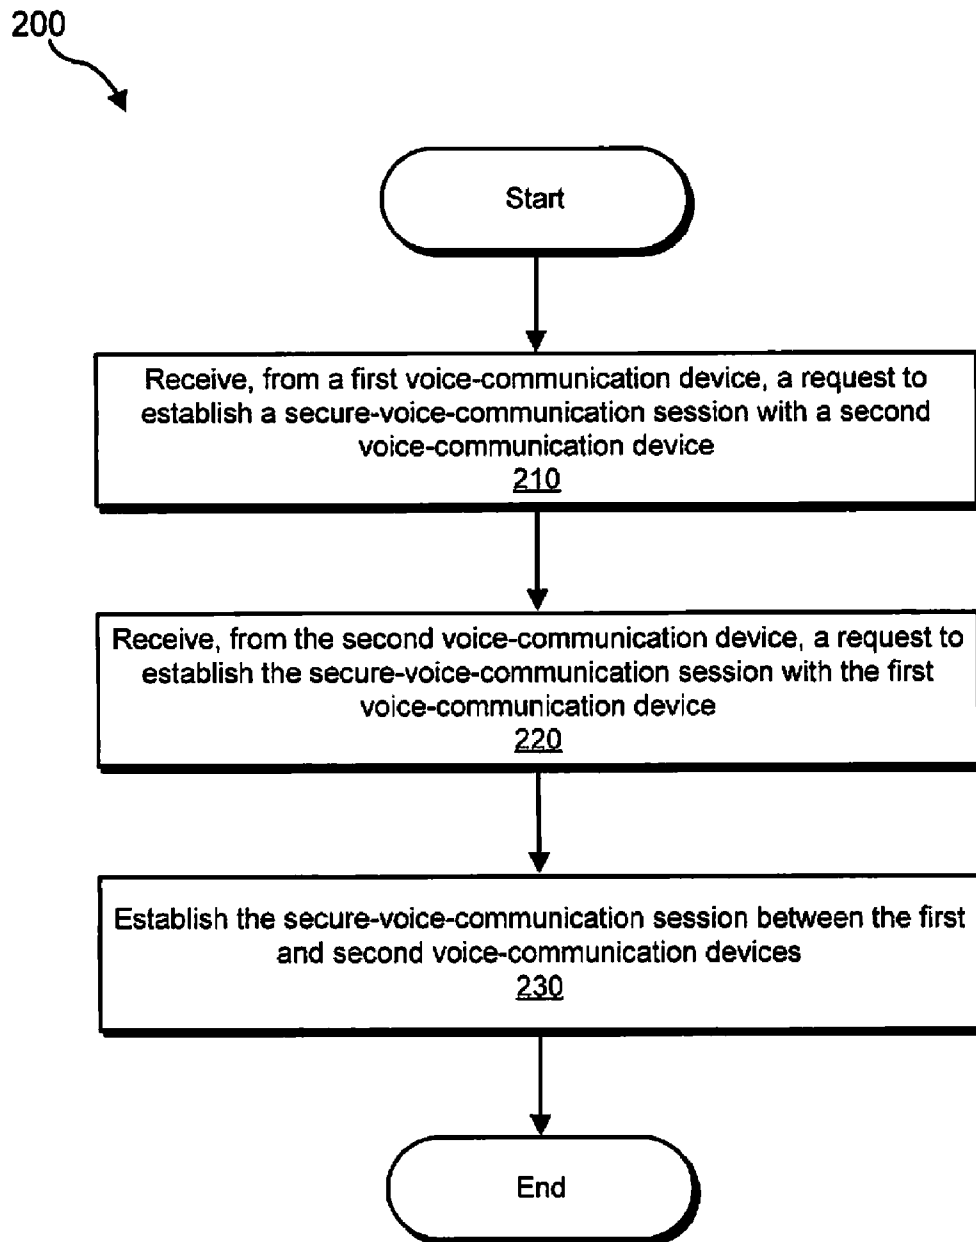 200
Start
Receive, from a first voice-communication device, a request to
establish a secure-voice-communication session with a second
voice-communication device
210
Receive, from the second voice-communication device, a request to
establish the secure-voice-communication session with the first
voice-communication device
220
Establish the secure-voice-communication session between the first
and second voice-communication devices
230
End